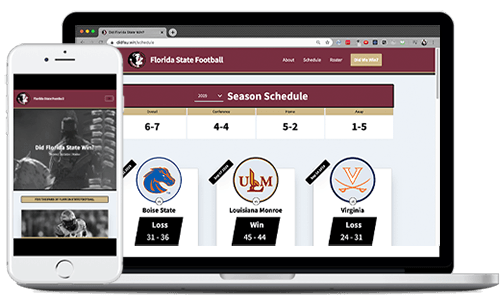 Did Florida State Win?
didfsu.win/schedule
Florida State Football
About Schedule Roster Did We Win?
2019 Season Schedule
Overall Conference Home Away
6-7 4-4 5-2 1-5
Boise State
Loss
31 - 36
Louisiana Monroe
Win
45 - 44
Virginia
Loss
24 - 31
Florida State Football
Did Florida State Win?